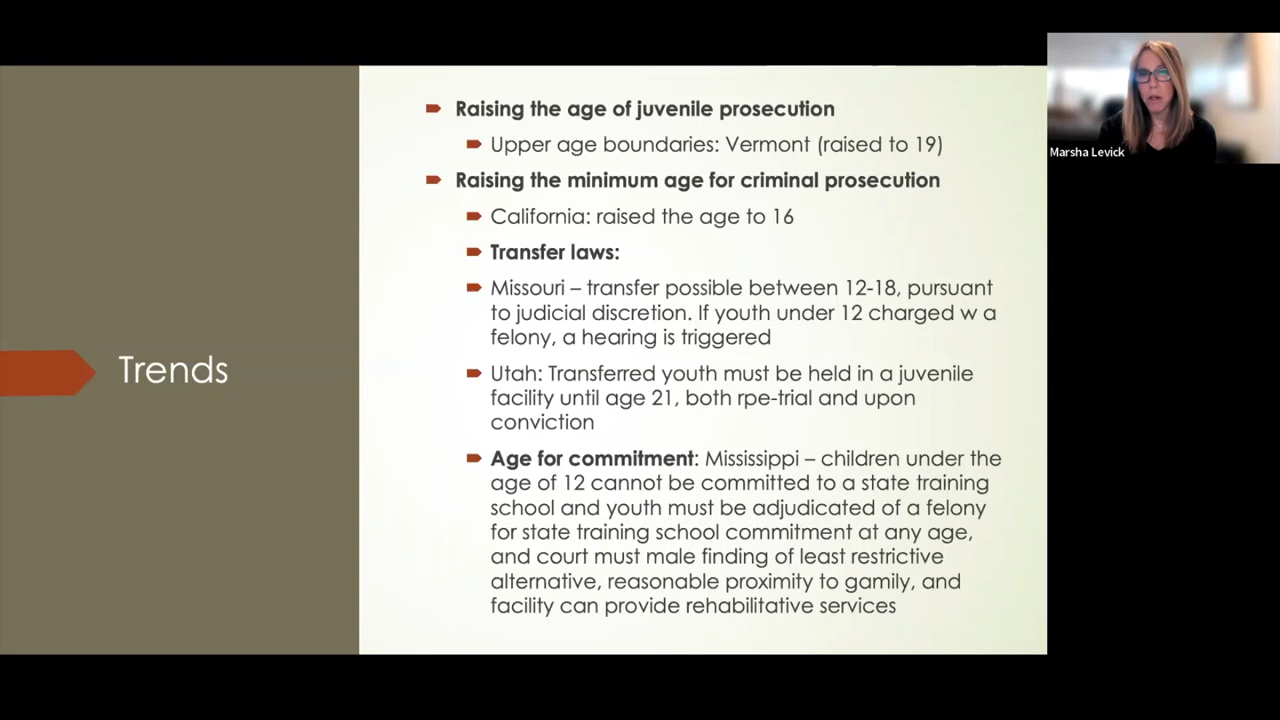 Trends
Raising the age of juvenile prosecution
Upper age boundaries: Vermont (raised to 19)
Raising the minimum age for criminal prosecution
California: raised the age to 16
Transfer laws:
Missouri – transfer possible between 12-18, pursuant
to judicial discretion. If youth under 12 charged w a
felony, a hearing is triggered
Utah: Transferred youth must be held in a juvenile
facility until age 21, both rpe-trial and upon
conviction
Age for commitment: Mississippi – children under the
age of 12 cannot be committed to a state training
school and youth must be adjudicated of a felony
for state training school commitment at any age,
and court must male finding of least restrictive
alternative, reasonable proximity to gamily, and
facility can provide rehabilitative services
Marsha Levick